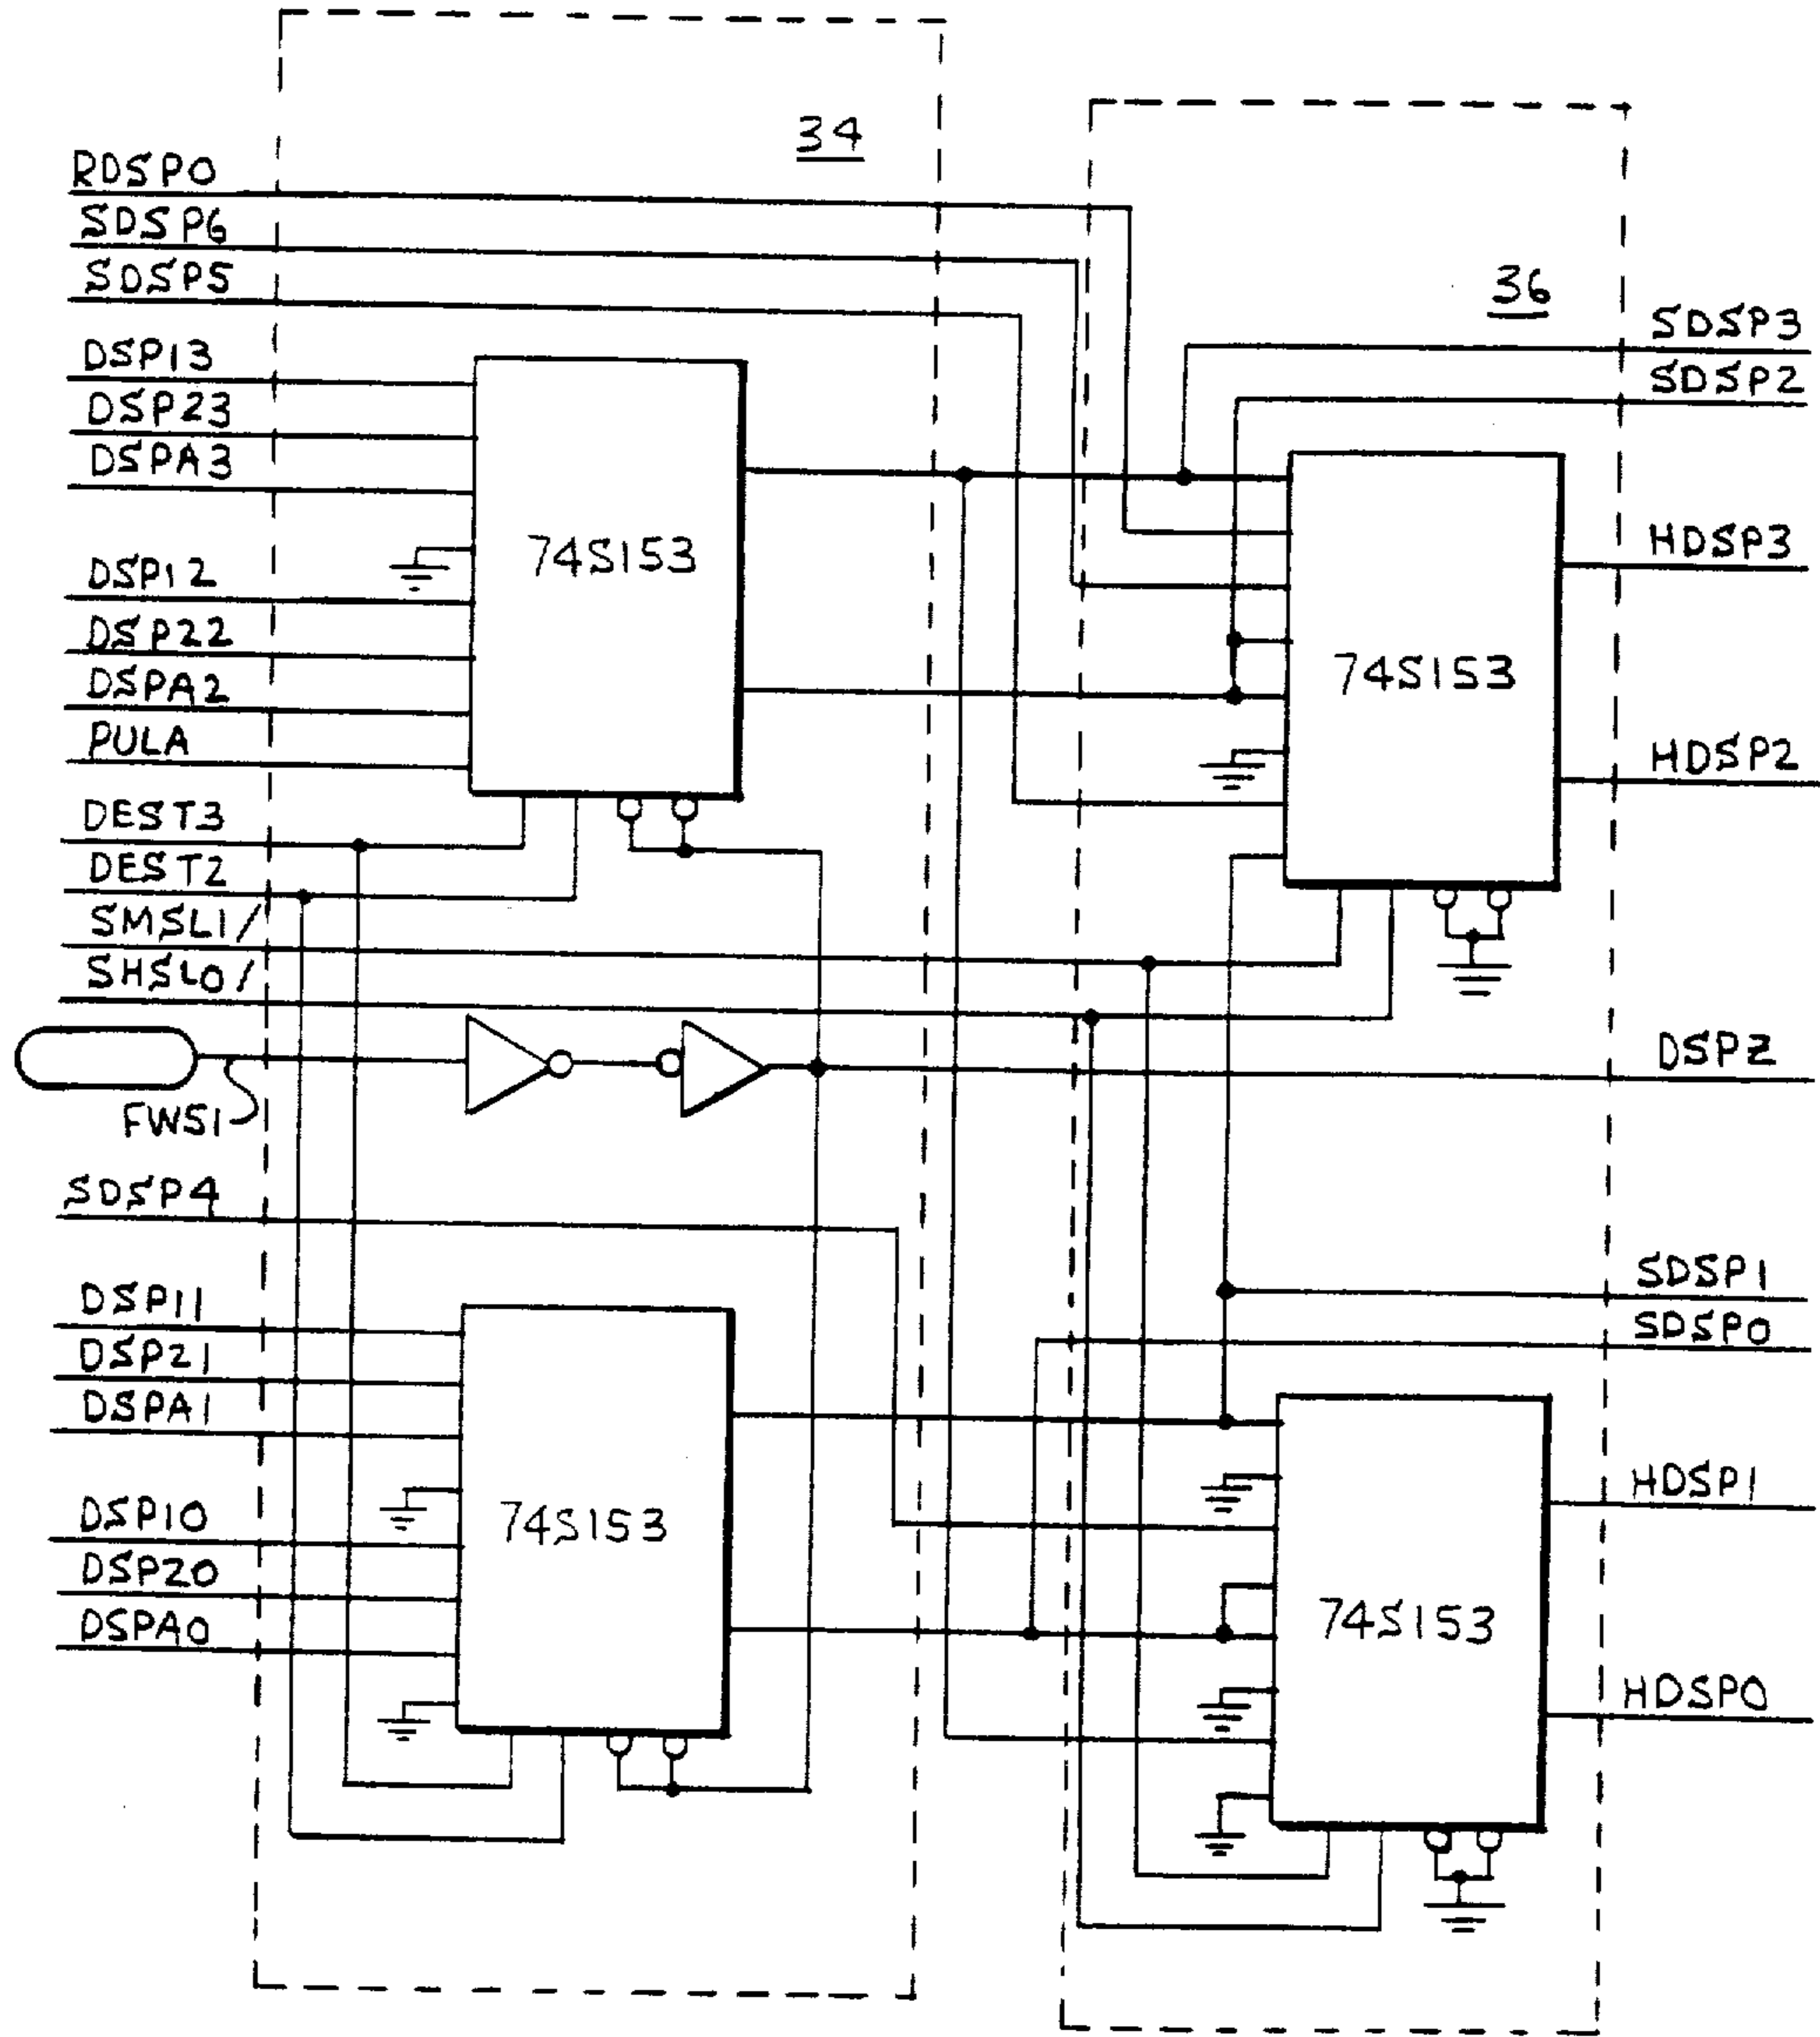 34
RDSP0
SDSP6
SDSP5
36
SDSP3
DSP13
SDSP2
DSP23
DSPA3
74S153
HDSP3
DSP12
DSP22
74S153
DSPA2
PULA
HDSP2
DEST3
DEST2
SMSL1/
SHSL0/
DSPZ
FWS1
SDSP4
SDSP1
DSP11
SDSP0
DSP21
DSPA1
HDSP1
DSP10
74S153
DSP20
DSPA0
74S153
HDSP0